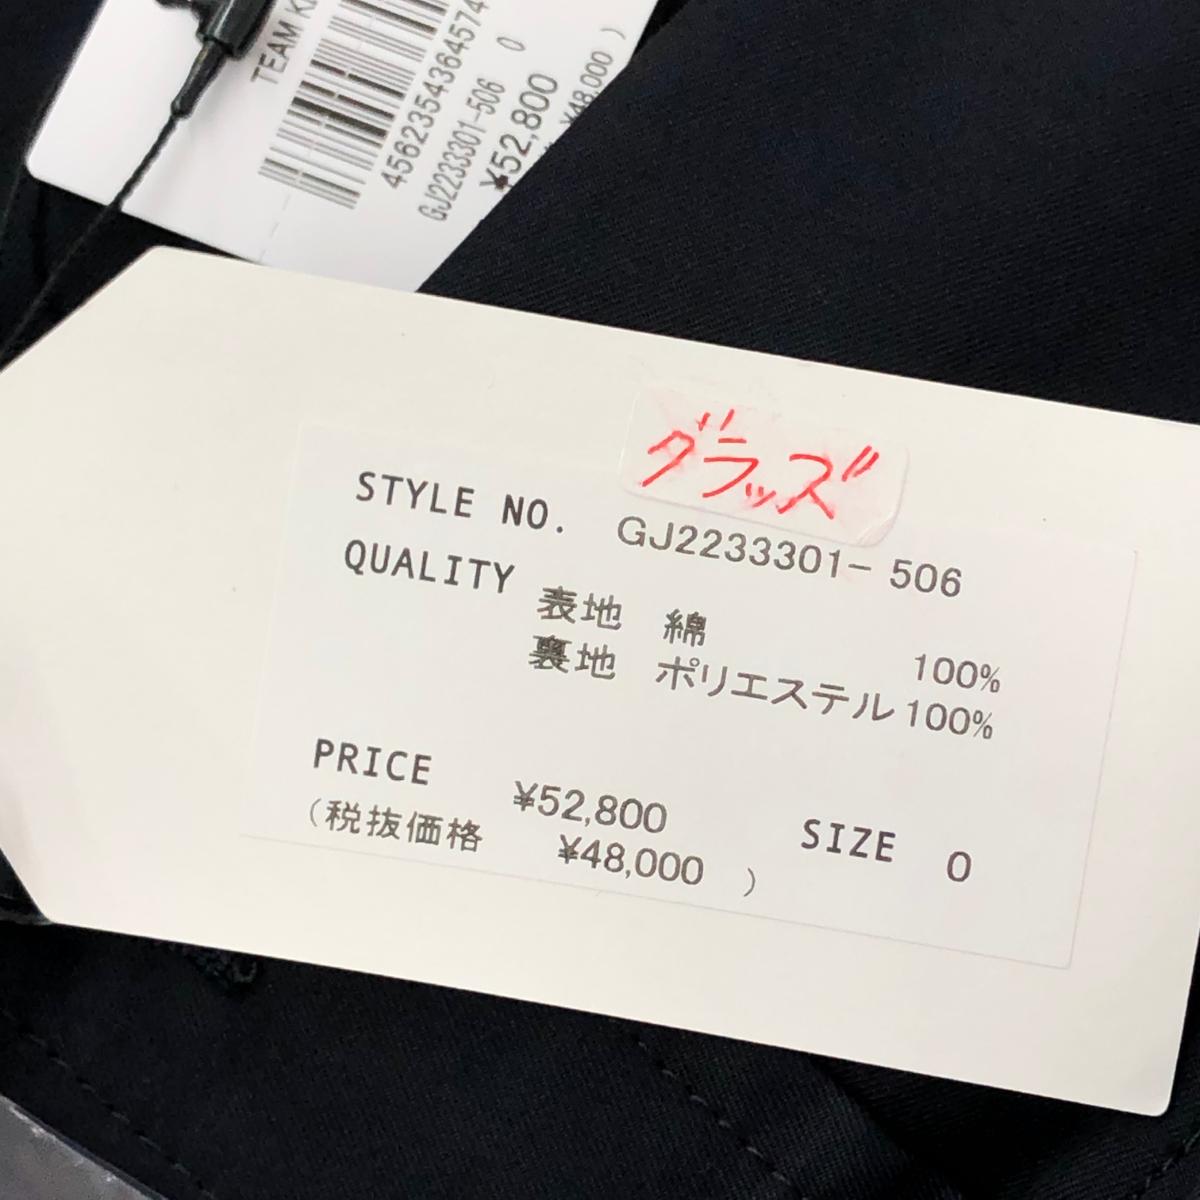 TEAM
4562354364574
GJ2233301-506 0
¥52,800
¥48,000 )
グラッズ
STYLE NO. GJ2233301- 506
QUALITY
表地 綿 100%
裏地 ポリエステル 100%
PRICE ¥52,800
(税抜価格 ¥48,000 )
SIZE 0